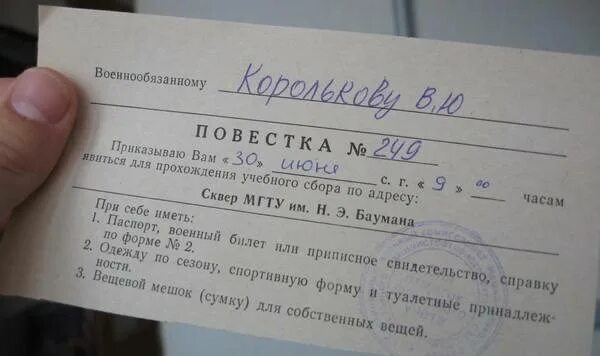 Военнообязанному Королькову В.Ю
ПОВЕСТКА № 249
Приказываю Вам «30» июня с. г. «9» 00 часам
явиться для прохождения учебного сбора по адресу:
Сквер МГТУ им. Н. Э. Баумана
При себе иметь:
1. Паспорт, военный билет или приписное свидетельство, справку
по форме № 2.
2. Одежду по сезону, спортивную форму и туалетные принадлеж-
ности.
3. Вещевой мешок (сумку) для собственных вещей.